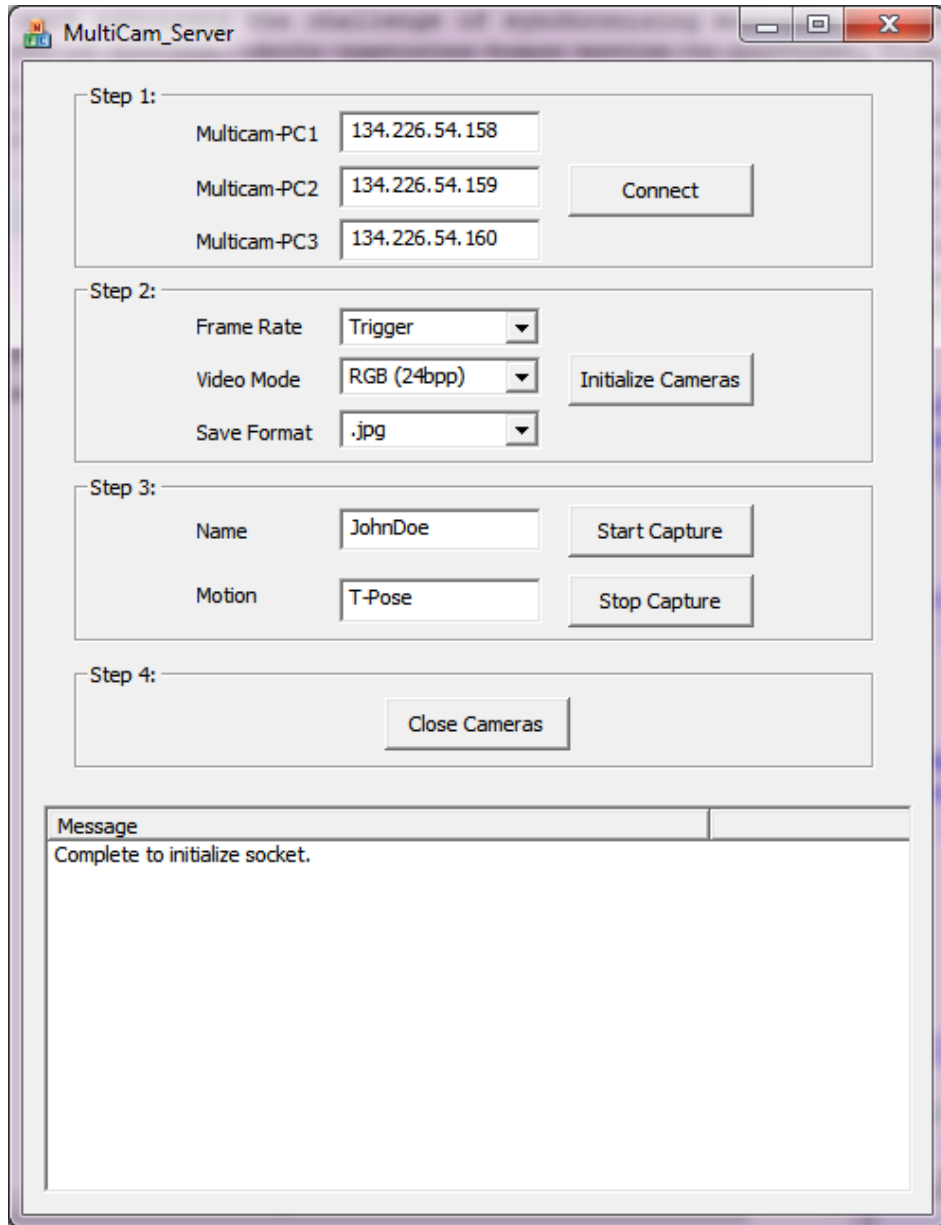 MultiCam_Server
Step 1:
Multicam-PC1 134.226.54.158
Multicam-PC2 134.226.54.159 Connect
Multicam-PC3 134.226.54.160
Step 2:
Frame Rate Trigger
Video Mode RGB (24bpp) Initialize Cameras
Save Format .jpg
Step 3:
Name JohnDoe Start Capture
Motion T-Pose Stop Capture
Step 4:
Close Cameras
Message
Complete to initialize socket.